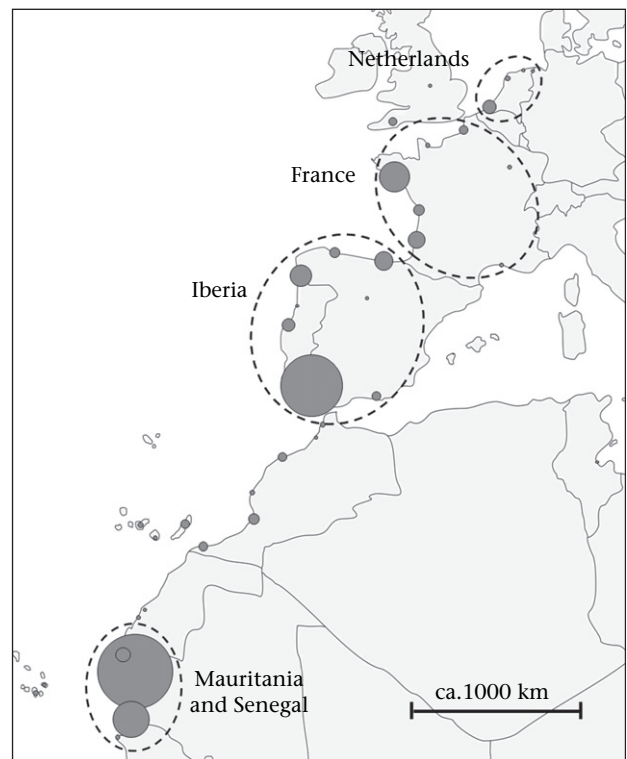 Netherlands
France
Iberia
Mauritania
and Senegal
ca.1000 km